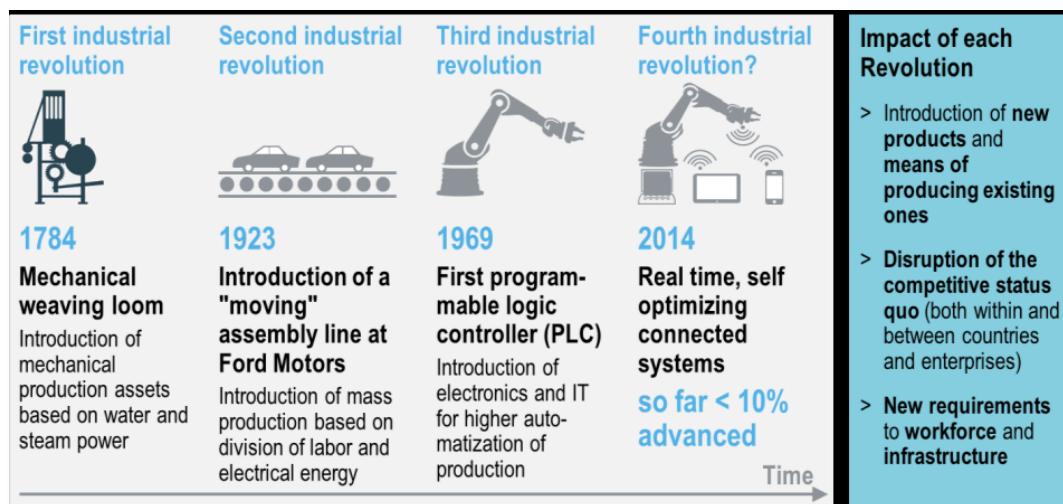 First industrial
revolution
1784
Mechanical
weaving loom
Introduction of
mechanical
production assets
based on water and
steam power
Second industrial
revolution
1923
Introduction of a
"moving"
assembly line at
Ford Motors
Introduction of mass
production based on
division of labor and
electrical energy
Third industrial
revolution
1969
First program-
mable logic
controller (PLC)
Introduction of
electronics and IT
for higher auto-
matization of
production
Fourth industrial
revolution?
2014
Real time, self
optimizing
connected
systems
so far < 10%
advanced
Time
Impact of each
Revolution
> Introduction of new
products and
means of
producing existing
ones
> Disruption of the
competitive status
quo (both within and
between countries
and enterprises)
> New requirements
to workforce and
infrastructure